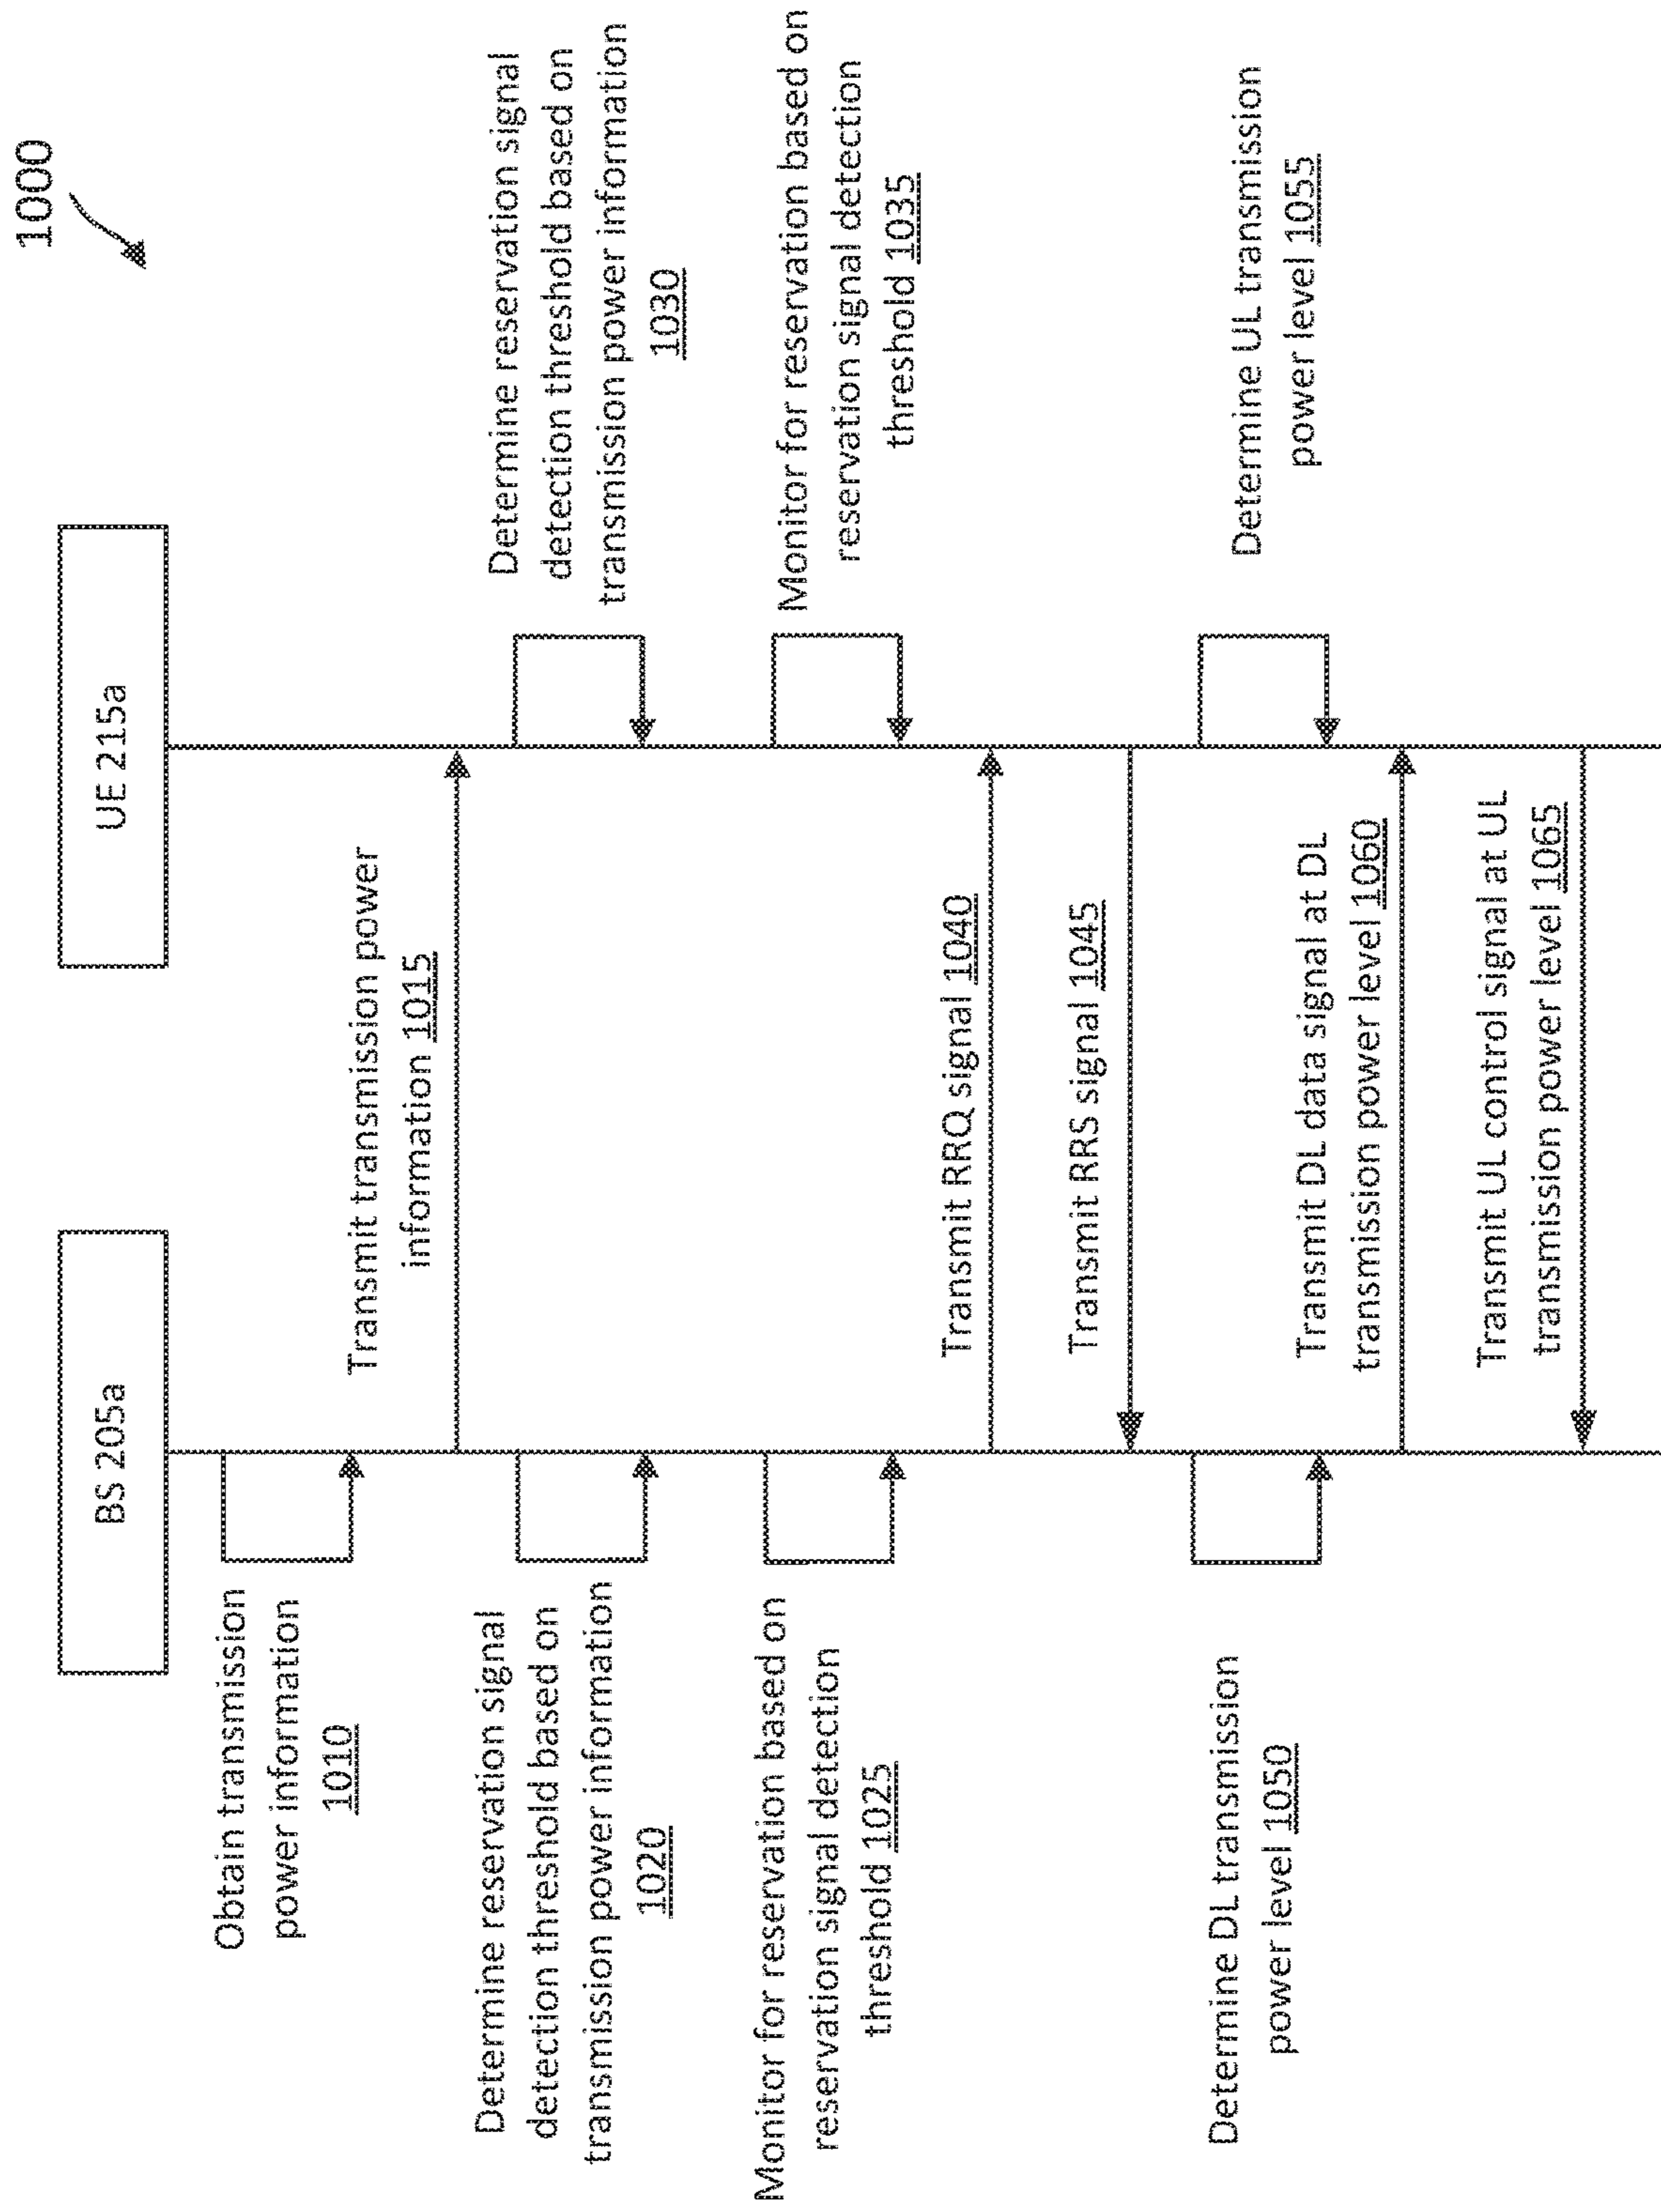 1000
BS 205a
UE 215a
Obtain transmission
power information
1010
Transmit transmission power
information 1015
Determine reservation signal
detection threshold based on
transmission power information
1020
Determine reservation signal
detection threshold based on
transmission power information
1030
Monitor for reservation based on
reservation signal detection
threshold 1025
Monitor for reservation based on
reservation signal detection
threshold 1035
Transmit RRQ signal 1040
Transmit RRS signal 1045
Determine DL transmission
power level 1050
Determine UL transmission
power level 1055
Transmit DL data signal at DL
transmission power level 1060
Transmit UL control signal at UL
transmission power level 1065